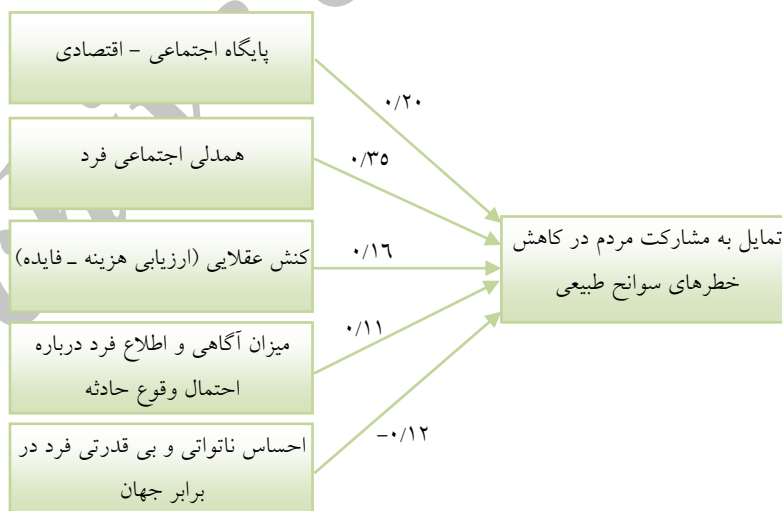 پایگاه اجتماعی – اقتصادی
۰/۲۰
همدلی اجتماعی فرد
۰/۳۵
کنش عقلایی (ارزیابی هزینه ـ فایده)
۰/۱٦
تمایل به مشارکت مردم در کاهش
خطرهای سوانح طبیعی
میزان آگاهی و اطلاع فرد درباره
احتمال وقوع حادثه
۰/۱۱
احساس ناتواتی و بی قدرتی فرد در
برابر جهان
–۰/۱۲